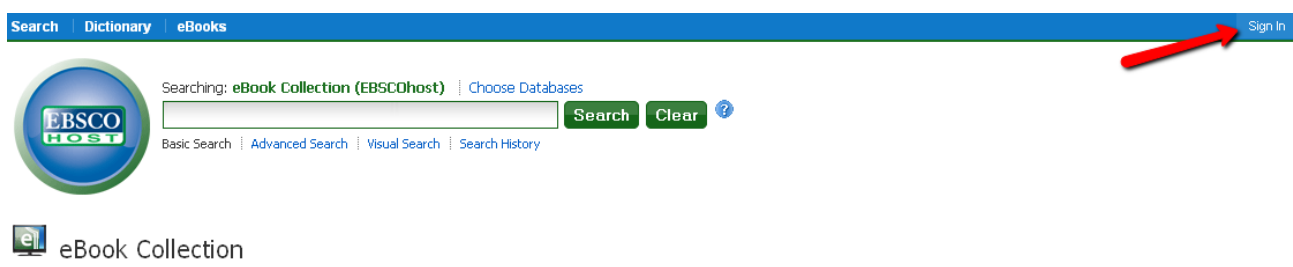 Search Dictionary eBooks Sign In
Searching: eBook Collection (EBSCOhost) Choose Databases
Search Clear ?
EBSCO
HOST
Basic Search Advanced Search Visual Search Search History
e
eBook Collection